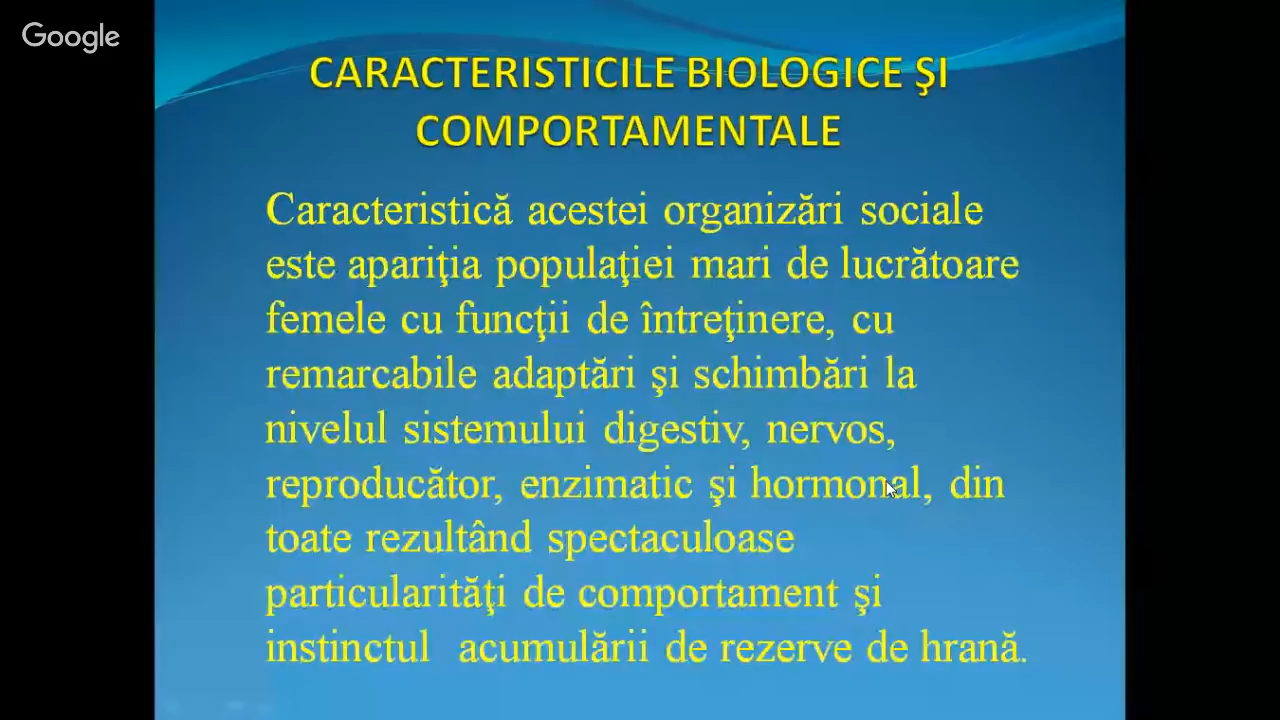 Google
CARACTERISTICILE BIOLOGICE ŞI
COMPORTAMENTALE
Caracteristică acestei organizări sociale
este apariţia populaţiei mari de lucrătoare
femele cu funcţii de întreţinere, cu
remarcabile adaptări şi schimbări la
nivelul sistemului digestiv, nervos,
reproducător, enzimatic şi hormonal, din
toate rezultând spectaculoase
particularităţi de comportament şi
instinctul acumulării de rezerve de hrană.